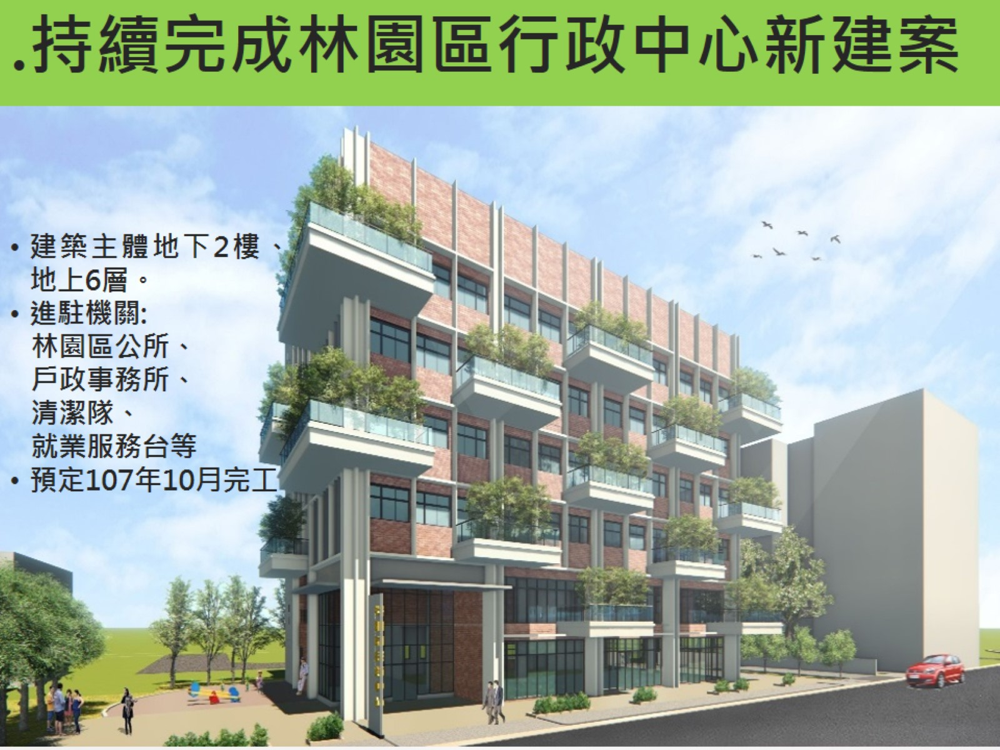 .持續完成林園區行政中心新建案
• 建築主體地下2樓、
地上6層。
• 進駐機關:
林園區公所、
戶政事務所、
清潔隊、
就業服務台等
• 預定107年10月完工